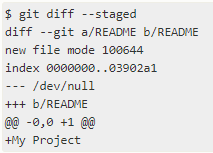 $ git diff --staged
diff --git a/README b/README
new file mode 100644
index 0000000..03902a1
--- /dev/null
+++ b/README
@@ -0,0 +1 @@
+My Project